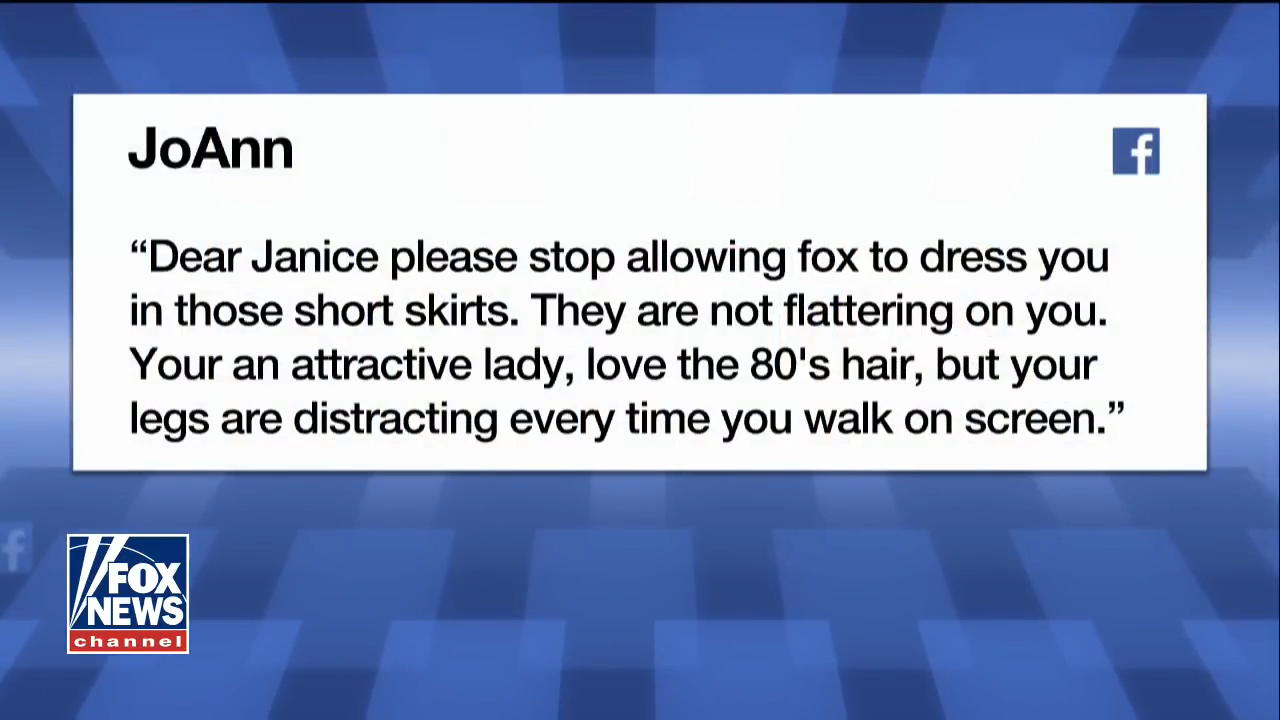 JoAnn
f
“Dear Janice please stop allowing fox to dress you
in those short skirts. They are not flattering on you.
Your an attractive lady, love the 80's hair, but your
legs are distracting every time you walk on screen.”
f
FOX
NEWS
channel